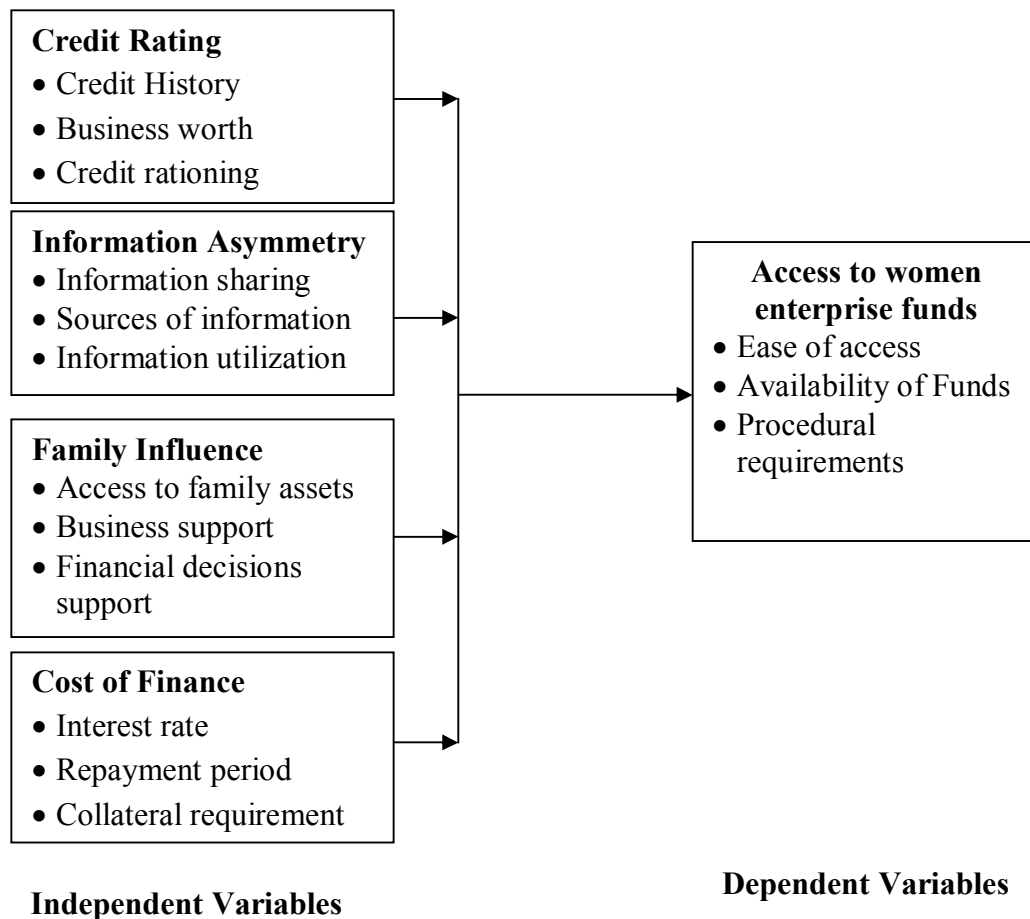 Credit Rating
• Credit History
• Business worth
• Credit rationing
Information Asymmetry
• Information sharing
• Sources of information
• Information utilization
Family Influence
• Access to family assets
• Business support
• Financial decisions
support
Cost of Finance
• Interest rate
• Repayment period
• Collateral requirement
Independent Variables
Access to women
enterprise funds
• Ease of access
• Availability of Funds
• Procedural
requirements
Dependent Variables